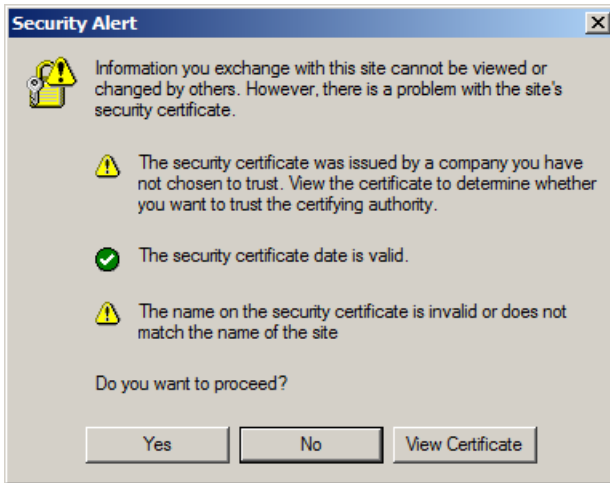 Security Alert
Information you exchange with this site cannot be viewed or
changed by others. However, there is a problem with the site's
security certificate.
The security certificate was issued by a company you have
not chosen to trust. View the certificate to determine whether
you want to trust the certifying authority.
The security certificate date is valid.
The name on the security certificate is invalid or does not
match the name of the site
Do you want to proceed?
Yes
No
View Certificate